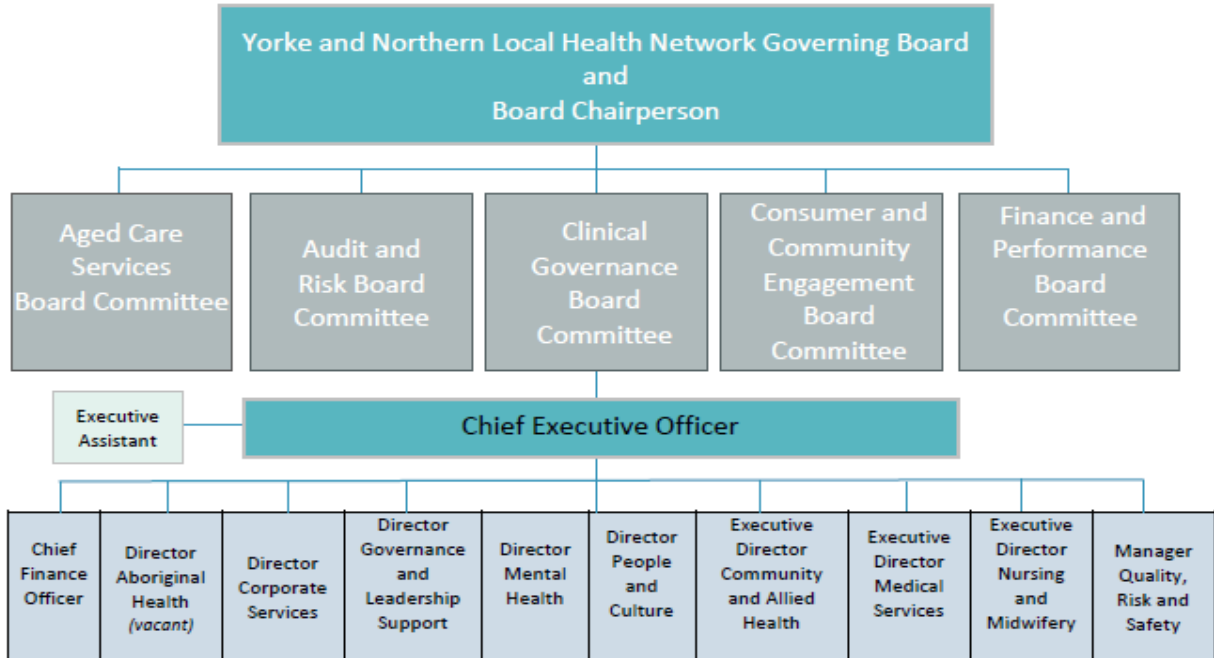 Yorke and Northern Local Health Network Governing Board
and
Board Chairperson
Aged Care
Services
Board Committee
Audit and
Risk Board
Committee
Clinical
Governance
Board
Committee
Consumer and
Community
Engagement
Board
Committee
Finance and
Performance
Board
Committee
Executive
Assistant
Chief Executive Officer
Chief
Finance
Officer
Director
Aboriginal
Health
(vacant)
Director
Corporate
Services
Director
Governance
and
Leadership
Support
Director
Mental
Health
Director
People
and
Culture
Executive
Director
Community
and Allied
Health
Executive
Director
Medical
Services
Executive
Director
Nursing
and
Midwifery
Manager
Quality,
Risk and
Safety